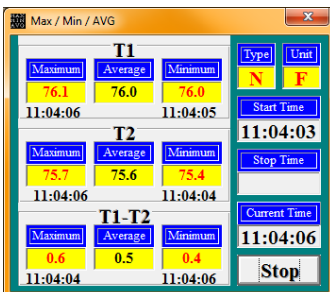 MAX MIN AVG Max / Min / AVG
T1
Maximum Average Minimum
76.1 76.0 76.0
11:04:06 11:04:05
T2
Maximum Average Minimum
75.7 75.6 75.4
11:04:06 11:04:04
T1-T2
Maximum Average Minimum
0.6 0.5 0.4
11:04:04 11:04:06
Type Unit
N F
Start Time
11:04:03
Stop Time
Current Time
11:04:06
Stop